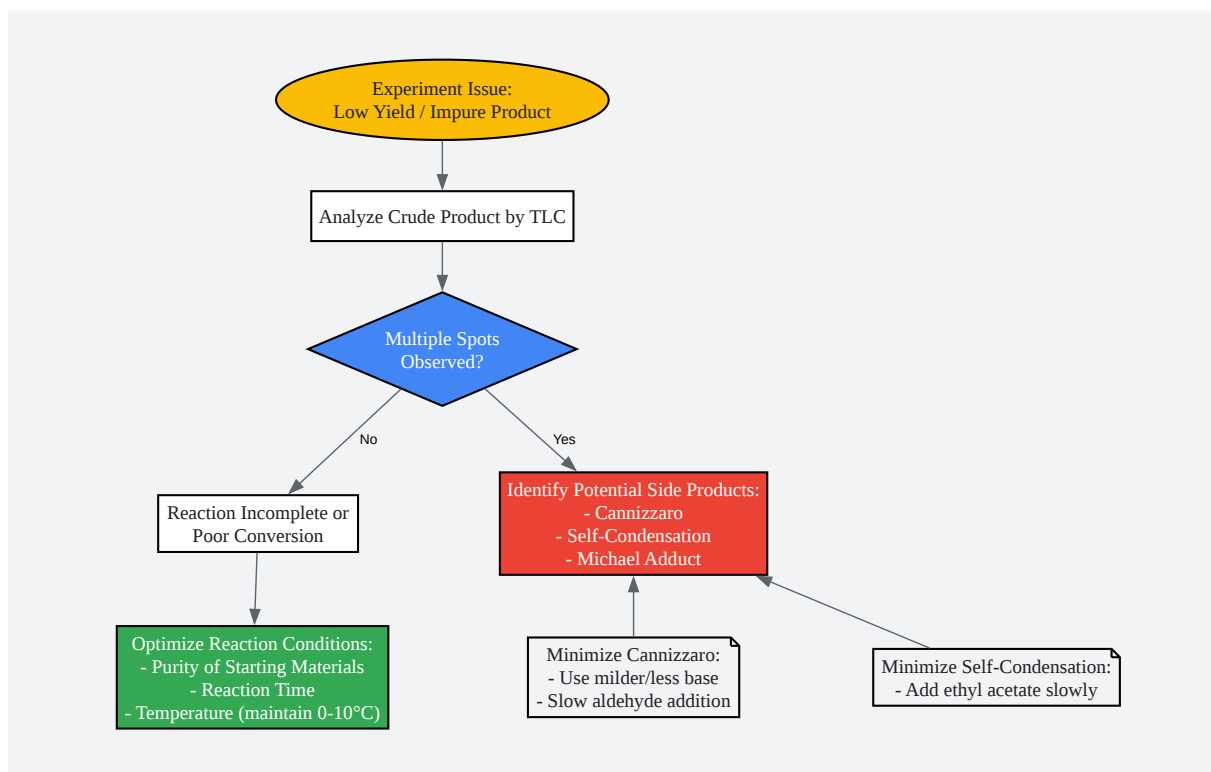 Experiment Issue:
Low Yield / Impure Product
Analyze Crude Product by TLC
Multiple Spots
Observed?
No
Yes
Reaction Incomplete or
Poor Conversion
Identify Potential Side Products:
- Cannizzaro
- Self-Condensation
- Michael Adduct
Optimize Reaction Conditions:
- Purity of Starting Materials
- Reaction Time
- Temperature (maintain 0-10°C)
Minimize Cannizzaro:
- Use milder/less base
- Slow aldehyde addition
Minimize Self-Condensation:
- Add ethyl acetate slowly